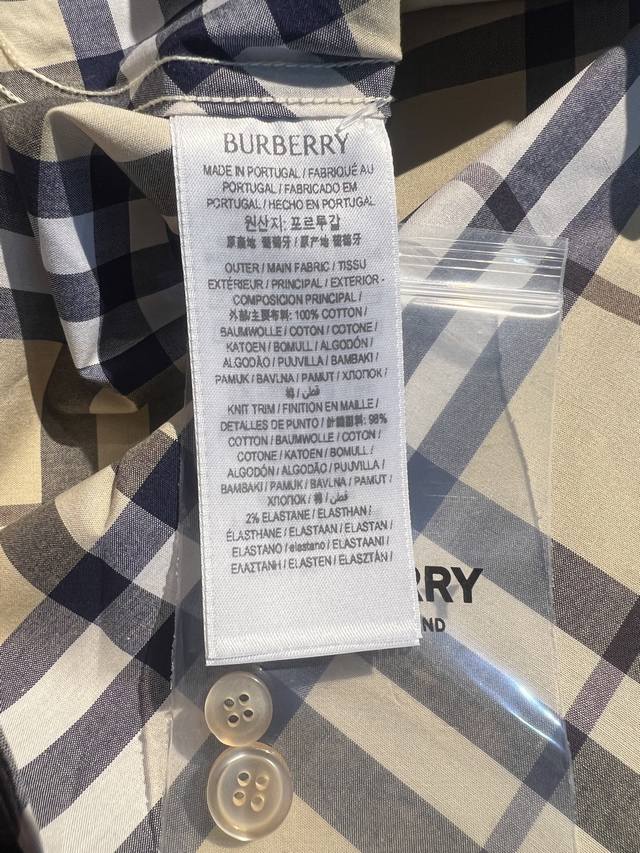 BURBERRY
MADE IN PORTUGAL / FABRIQUÉ AU
PORTUGAL / FABRICADO EM
PORTUGAL / HECHO EN PORTUGAL
원산지: 포르투갈
原產地 葡萄牙 / 原产地 葡萄牙
OUTER / MAIN FABRIC / TISSU
EXTÉRIEUR / PRINCIPAL / EXTERIOR -
COMPOSICION PRINCIPAL /
外部/主要布料: 100% COTTON /
BAUMWOLLE / COTON / COTONE /
KATOEN / BOMULL / ALGODÓN /
ALGODÃO / PUUVILLA / BAMBAKI /
PAMUK / BAVLNA / PAMUT / ХЛОПОК /
棉 / قطن /
KNIT TRIM / FINITION EN MAILLE /
DETALLES DE PUNTO / 針織面料: 98%
COTTON / BAUMWOLLE / COTON /
COTONE / KATOEN / BOMULL /
ALGODÓN / ALGODÃO / PUUVILLA /
BAMBAKI / PAMUK / BAVLNA / PAMUT /
ХЛОПОК / 棉 / قطن /
2% ELASTANE / ELASTHAN /
ÉLASTHANE / ELASTAAN / ELASTAN /
ELASTANO / elastano / ELASTAANI /
ΕΛΑΣΤΑΝΗ / ELASTEN / ELASZTÁN /
RRY
ND